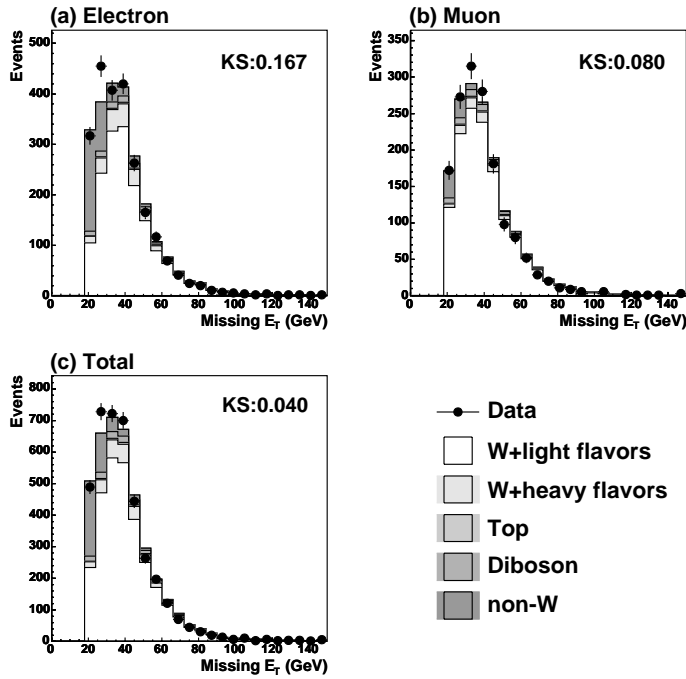 (a) Electron
KS:0.167
Events
500
400
300
200
100
0
0 20 40 60 80 100 120 140
Missing E_T (GeV)
(b) Muon
KS:0.080
Events
350
300
250
200
150
100
50
0
0 20 40 60 80 100 120 140
Missing E_T (GeV)
(c) Total
KS:0.040
Events
800
700
600
500
400
300
200
100
0
0 20 40 60 80 100 120 140
Missing E_T (GeV)
Data
W+light flavors
W+heavy flavors
Top
Diboson
non-W